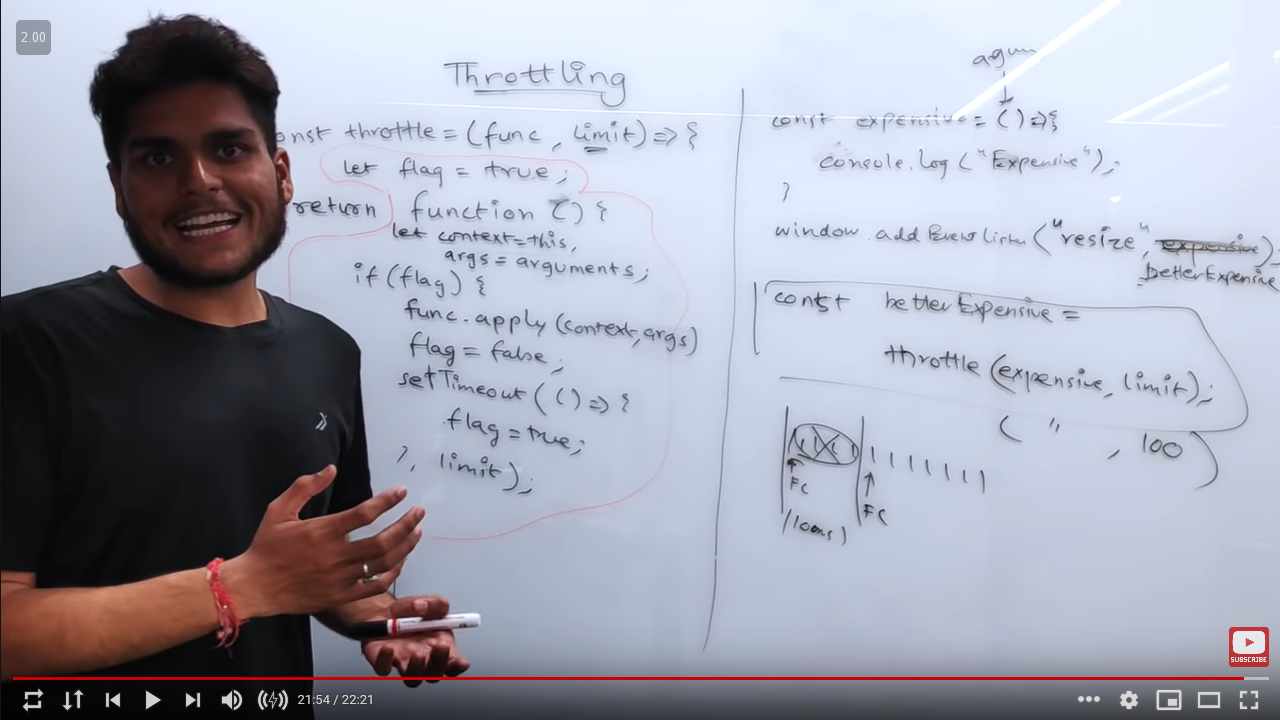 2.00
Throttling
const throttle = (func, limit) => {
let flag = true;
return function () {
let context = this,
args = arguments;
if (flag) {
func.apply(context, args)
flag = false;
setTimeout(() => {
flag = true;
}, limit);
const expensive = () => {
console.log("Expensive");
}
window.addEventListener("resize", expensive)
betterExpensive
const betterExpensive =
throttle (expensive, limit);
( " , 100 )
FC
FC
(100ms)
SUBSCRIBE
21:54 / 22:21